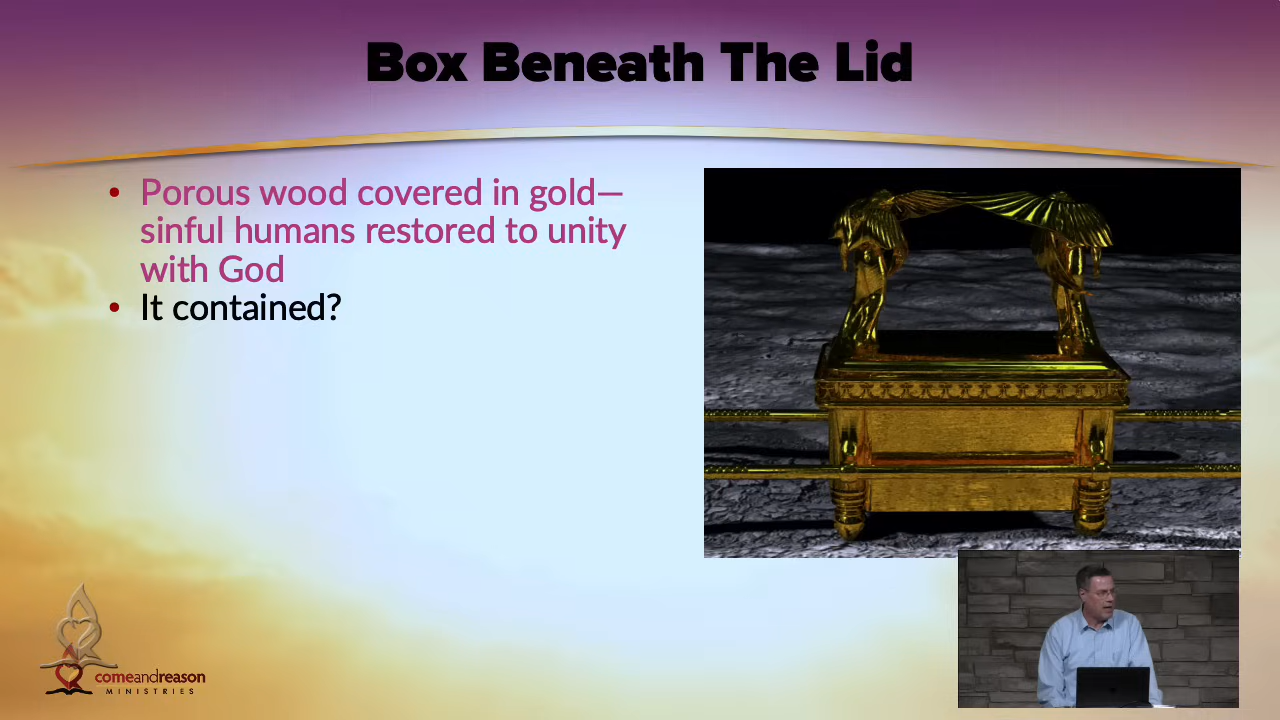 Box Beneath The Lid
• Porous wood covered in gold—
sinful humans restored to unity
with God
• It contained?
comeandreason
MINISTRIES